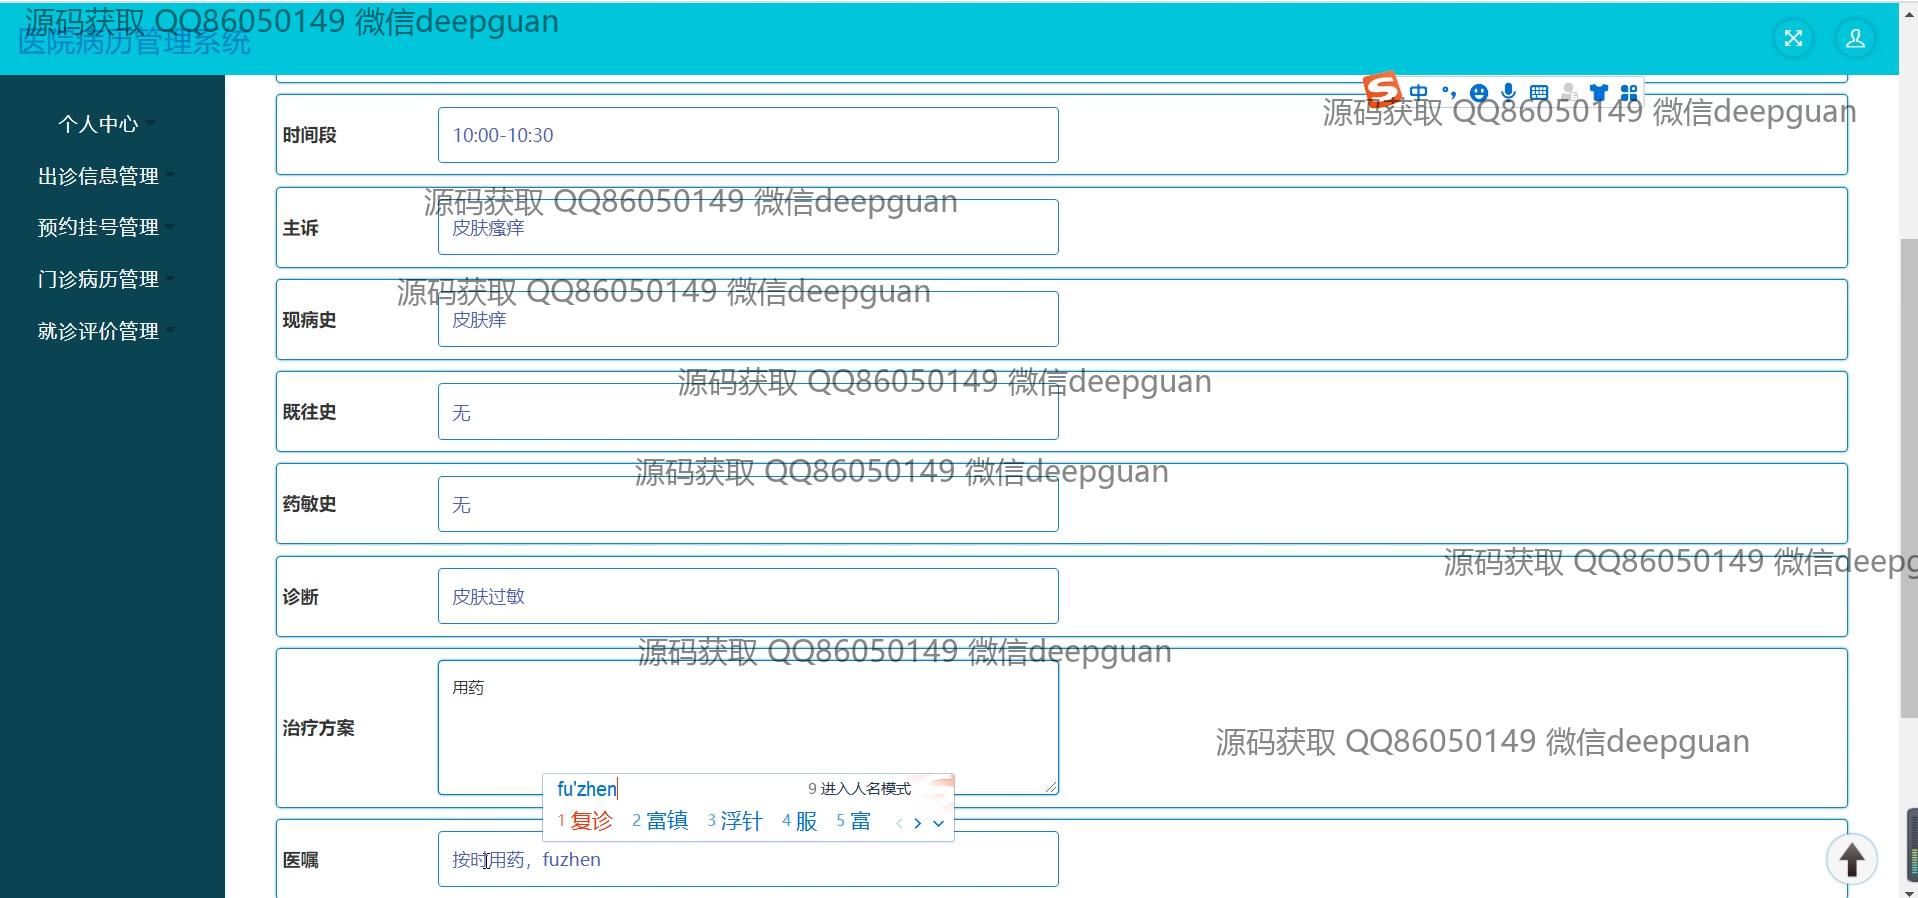 源码获取 QQ86050149 微信deepguan
医院病历管理系统
个人中心
出诊信息管理
预约挂号管理
门诊病历管理
就诊评价管理
中
源码获取 QQ86050149 微信deepguan
时间段 10:00-10:30
源码获取 QQ86050149 微信deepguan
主诉 皮肤瘙痒
源码获取 QQ86050149 微信deepguan
现病史 皮肤痒
源码获取 QQ86050149 微信deepguan
既往史 无
源码获取 QQ86050149 微信deepguan
药敏史 无
源码获取 QQ86050149 微信deepg
诊断 皮肤过敏
源码获取 QQ86050149 微信deepguan
用药
治疗方案
源码获取 QQ86050149 微信deepguan
fu'zhen 9 进入人名模式
1 复诊 2 富镇 3 浮针 4 服 5 富
医嘱 按时用药，fuzhen